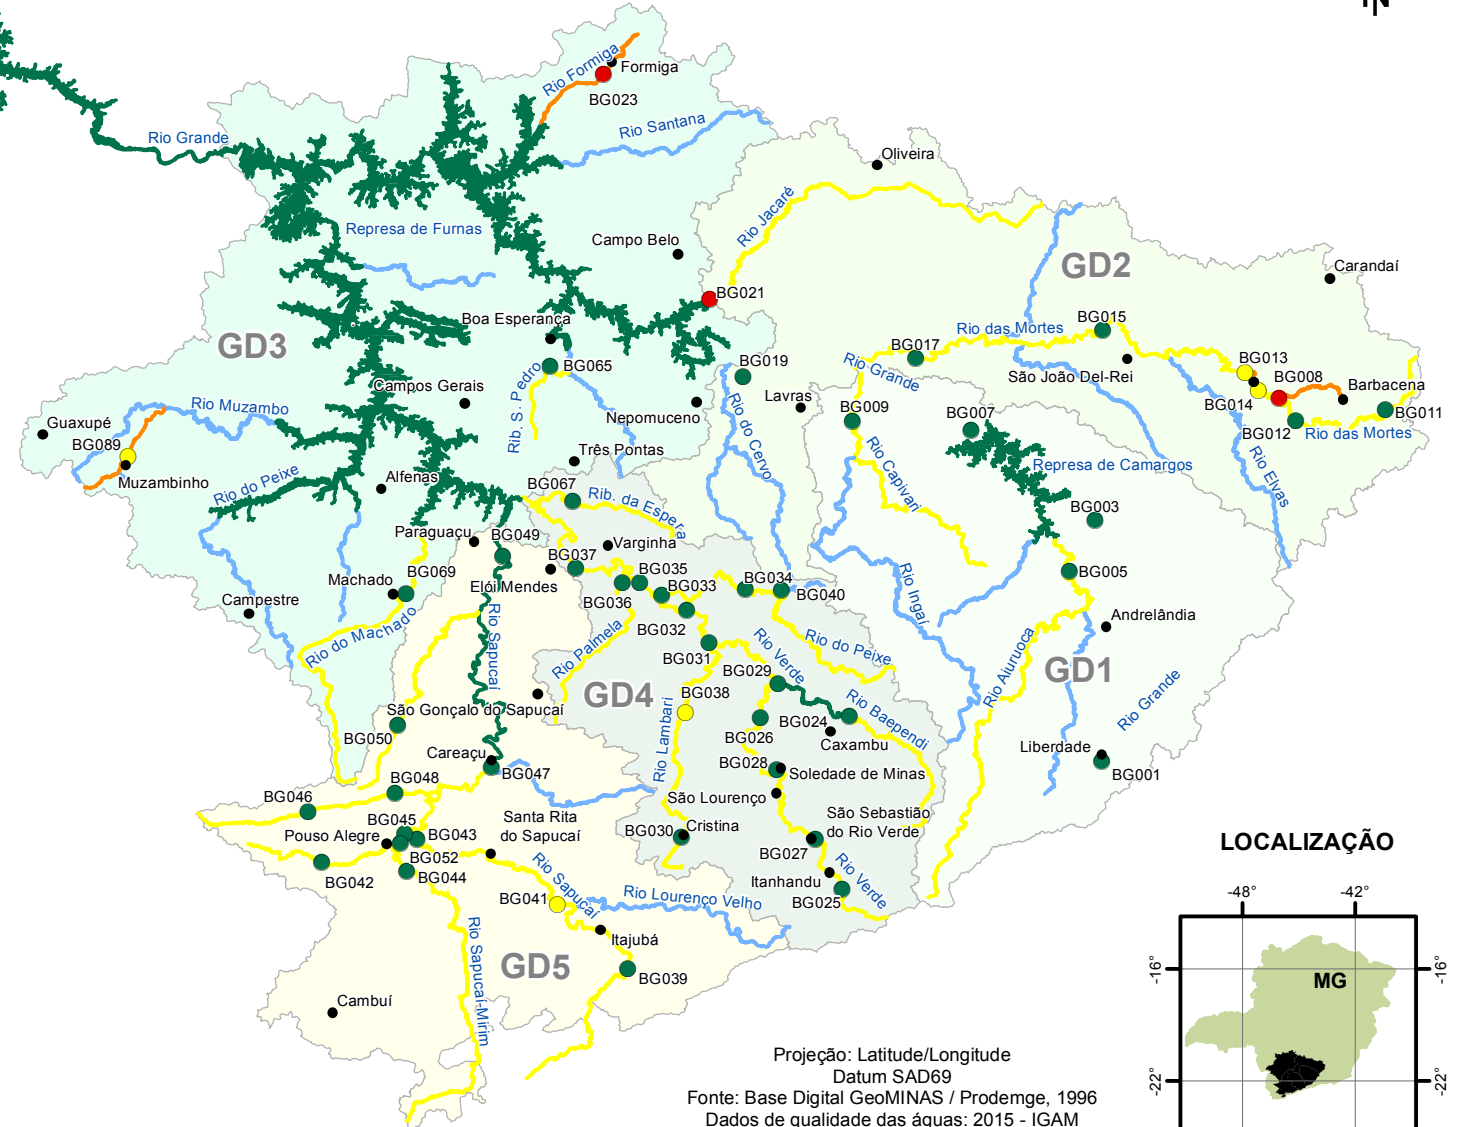 N
Rio Formiga
Formiga
BG023
Rio Grande
Rio Santana
Oliveira
Rio Jacaré
Represa de Furnas
Campo Belo
GD2
Carandaí
BG021
Boa Esperança
BG015
Rio das Mortes
GD3
BG017
BG013
BG019
BG065
Rio Grande
São João Del-Rei
BG008
Barbacena
Campos Gerais
Rib. S. Pedro
Lavras
BG014
Rio Muzambo
Nepomuceno
BG009
BG007
BG011
Guaxupé
Rio do Cervo
BG012
Rio das Mortes
BG089
Três Pontas
Rio Capivari
Represa de Camargos
Rio Elvas
Muzambinho
Rio do Peixe
Alfenas
BG067
Rib. da Espera
BG003
Paraguaçu
BG049
Varginha
BG037
BG035
BG005
Machado
BG069
Elói Mendes
BG033
BG034
BG040
Rio Ingaí
Campestre
BG036
BG032
Andrelândia
Rio do Machado
Rio Sapucaí
Rio Palmela
BG031
Rio Verde
Rio do Peixe
Rio Aiuruoca
GD1
BG029
GD4
BG038
Rio Grande
São Gonçalo do Sapucaí
BG024
Rio Baependi
BG050
BG026
Caxambu
Careaçu
Rio Lambari
Liberdade
BG047
BG028
Soledade de Minas
BG001
BG048
BG046
São Lourenço
BG045
Santa Rita
do Sapucaí
São Sebastião
do Rio Verde
Pouso Alegre
BG043
BG030
Cristina
LOCALIZAÇÃO
BG052
BG027
BG042
BG044
Rio Sapucaí
Itanhandu
Rio Verde
BG041
Rio Lourenço Velho
BG025
-48°
-42°
Rio Sapucaí-Mirim
Itajubá
GD5
BG039
-16°
MG
-16°
Cambuí
Projeção: Latitude/Longitude
Datum SAD69
-22°
-22°
Fonte: Base Digital GeoMINAS / Prodemge, 1996
Dados de qualidade das águas: 2015 - IGAM